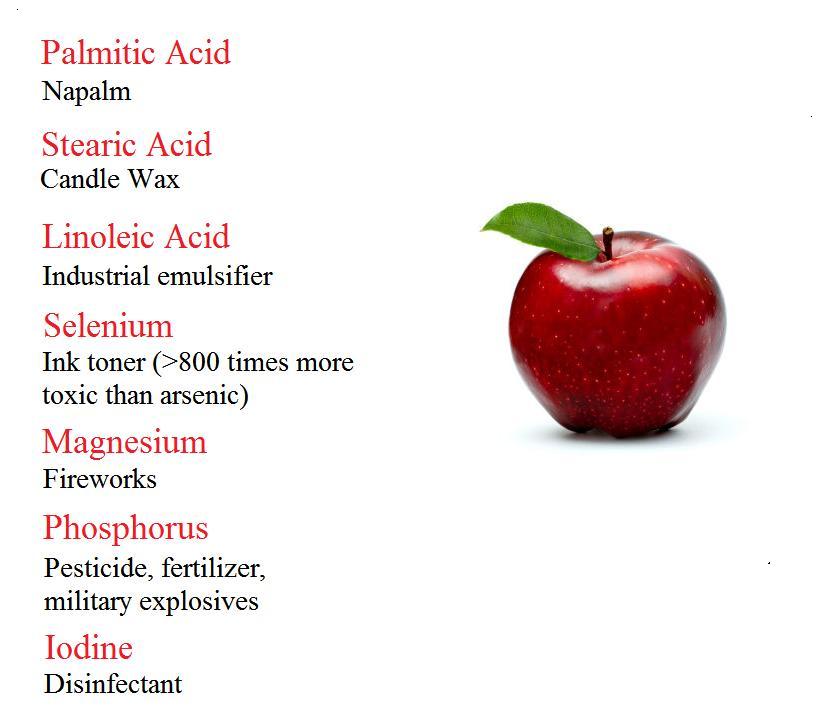 Palmitic Acid
Napalm
Stearic Acid
Candle Wax
Linoleic Acid
Industrial emulsifier
Selenium
Ink toner (>800 times more
toxic than arsenic)
Magnesium
Fireworks
Phosphorus
Pesticide, fertilizer,
military explosives
Iodine
Disinfectant